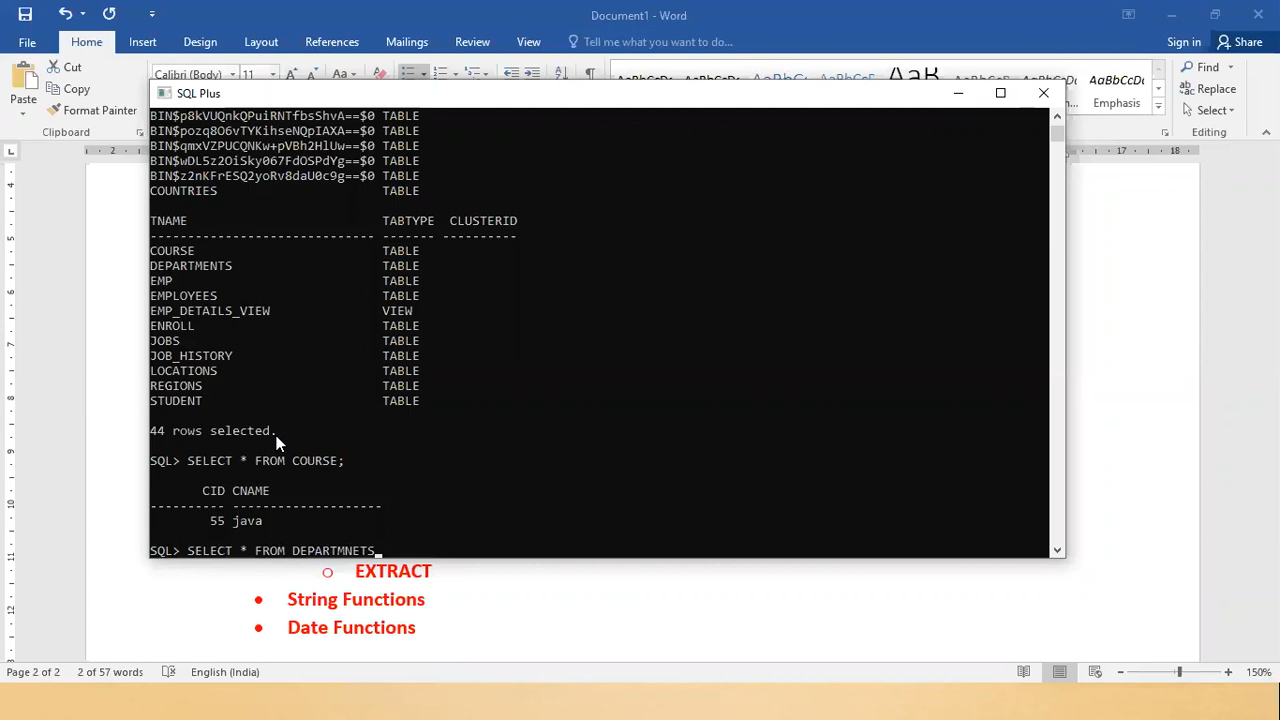 Document1 - Word
File Home Insert Design Layout References Mailings Review View Tell me what you want to do... Sign in Share
Cut
Copy
Format Painter
Paste
Clipboard
Calibri (Body) 11 Aa
Emphasis
Find
Replace
Select
Editing
SQL Plus
BIN$p8kVUQnkQPuiRNTfbsShvA==$0 TABLE
BIN$pozq8O6vTYKihseNQpIAXA==$0 TABLE
BIN$qmxVZPUCQNKw+pVBh2HlUw==$0 TABLE
BIN$wDL5z2OiSky067FdOSPdYg==$0 TABLE
BIN$z2nKFrESQ2yoRv8daU0c9g==$0 TABLE
COUNTRIES TABLE
TNAME TABTYPE CLUSTERID
------------------------------ ------- ----------
COURSE TABLE
DEPARTMENTS TABLE
EMP TABLE
EMPLOYEES TABLE
EMP_DETAILS_VIEW VIEW
ENROLL TABLE
JOBS TABLE
JOB_HISTORY TABLE
LOCATIONS TABLE
REGIONS TABLE
STUDENT TABLE
44 rows selected.
SQL> SELECT * FROM COURSE;
CID CNAME
---------- --------------------
55 java
SQL> SELECT * FROM DEPARTMNETS
o EXTRACT
• String Functions
• Date Functions
Page 2 of 2 2 of 57 words English (India) 150%